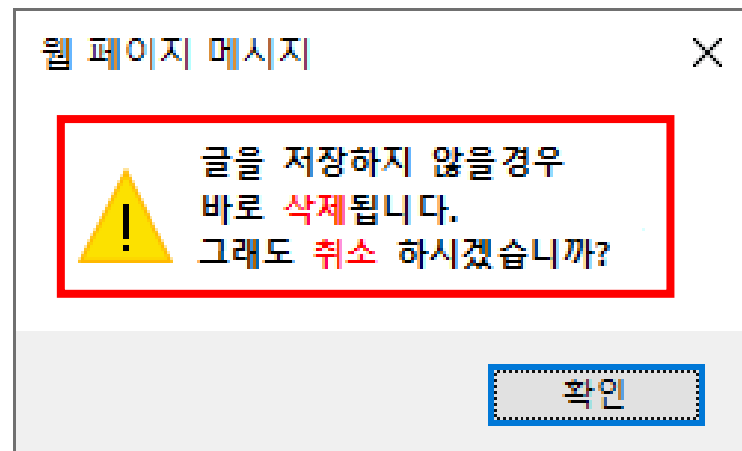 웹 페이지 메시지
글을 저장하지 않을경우
바로 삭제됩니다.
그래도 취소 하시겠습니까?
확인